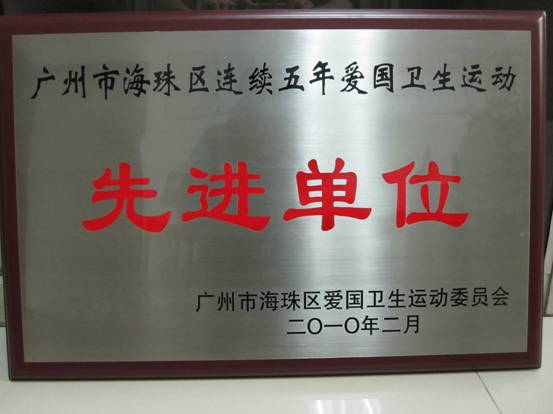 广州市海珠区连续五年爱国卫生运动
先进单位
广州市海珠区爱国卫生运动委员会
二〇一〇年二月